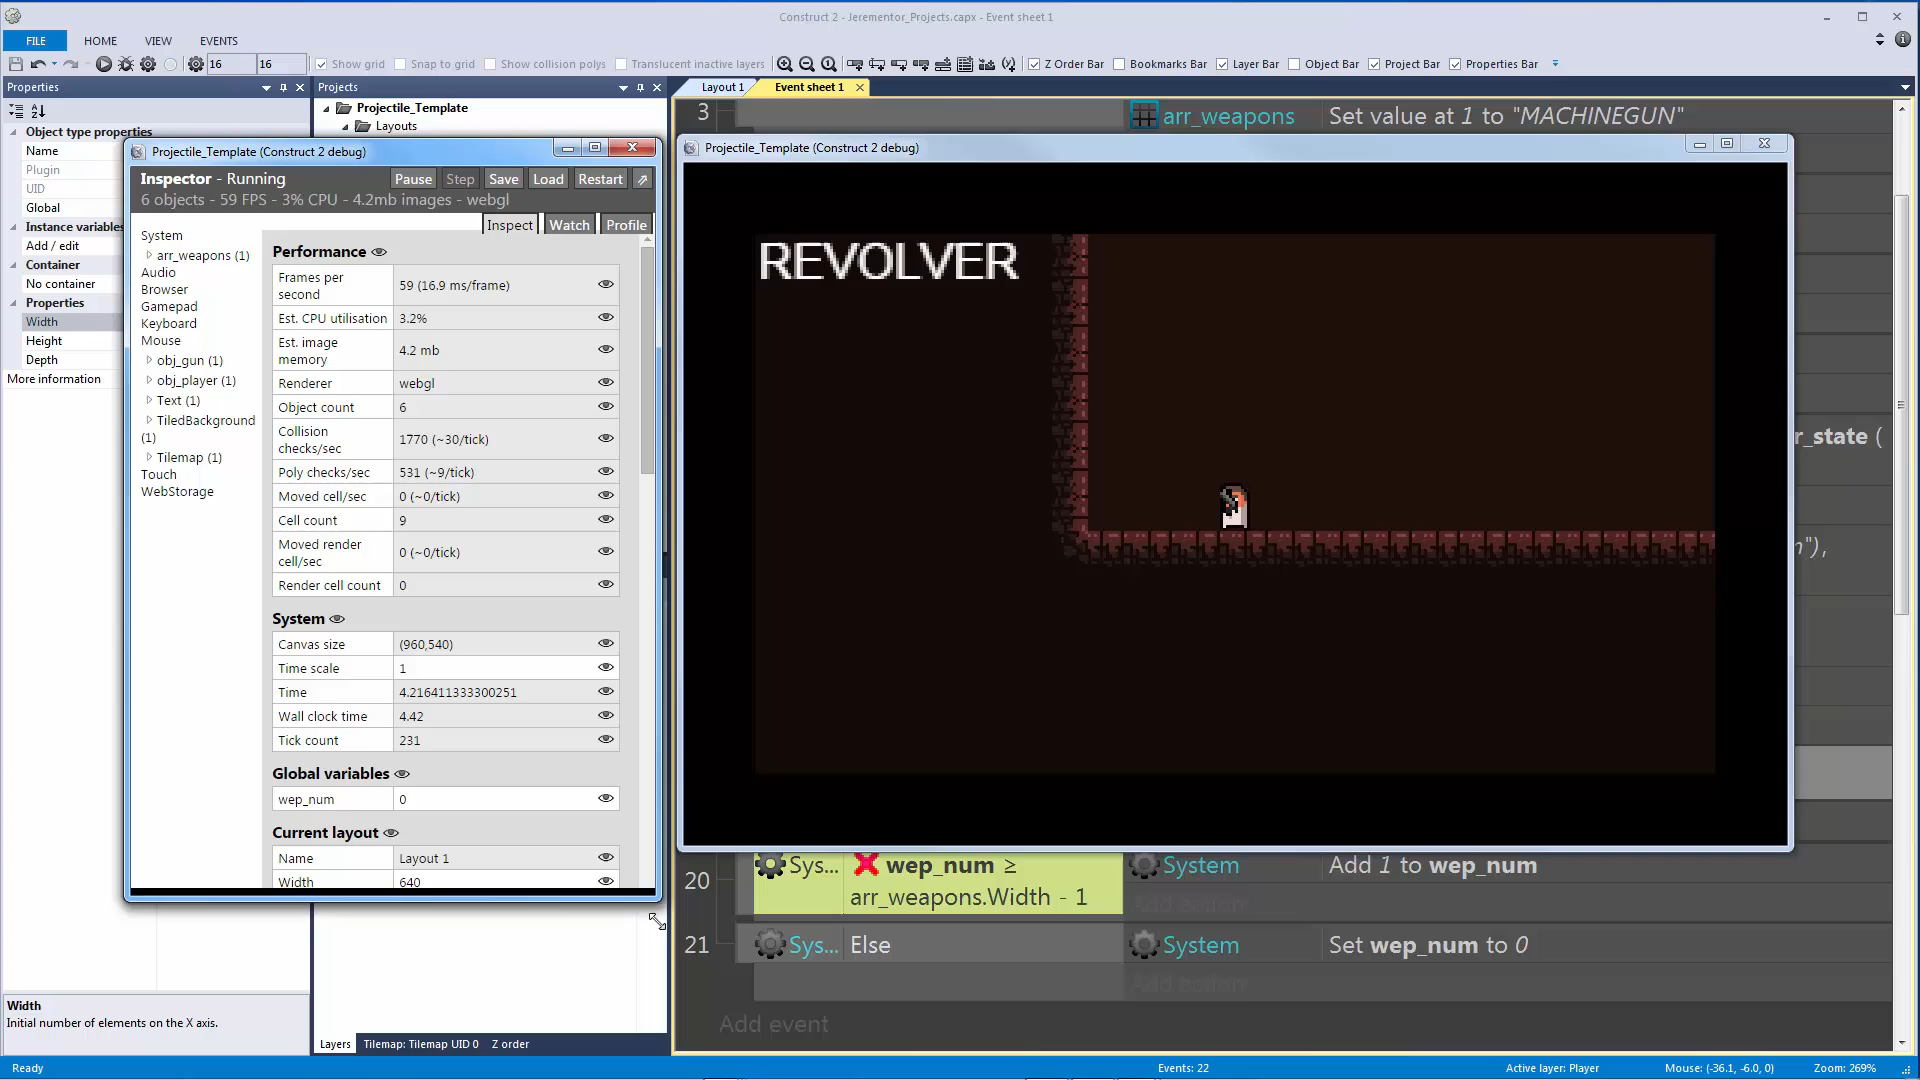 Construct 2 - Jerementor_Projects.capx - Event sheet 1
FILE HOME VIEW EVENTS
16 16 Show grid Snap to grid Show collision polys Translucent inactive layers Z Order Bar Bookmarks Bar Layer Bar Object Bar Project Bar Properties Bar
Properties
Object type properties
Name
Plugin
UID
Global
Instance variables
Add / edit
Container
No container
Properties
Width
Height
Depth
More information
Width
Initial number of elements on the X axis.
Projects
Projectile_Template
Layouts
Layers Tilemap: Tilemap UID 0 Z order
Projectile_Template (Construct 2 debug)
Inspector - Running
Pause Step Save Load Restart
6 objects - 59 FPS - 3% CPU - 4.2mb images - webgl
Inspect Watch Profile
System
arr_weapons (1)
Audio
Browser
Gamepad
Keyboard
Mouse
obj_gun (1)
obj_player (1)
Text (1)
TiledBackground
(1)
Tilemap (1)
Touch
WebStorage
Performance
Frames per second 59 (16.9 ms/frame)
Est. CPU utilisation 3.2%
Est. image memory 4.2 mb
Renderer webgl
Object count 6
Collision checks/sec 1770 (~30/tick)
Poly checks/sec 531 (~9/tick)
Moved cell/sec 0 (~0/tick)
Cell count 9
Moved render cell/sec 0 (~0/tick)
Render cell count 0
System
Canvas size (960,540)
Time scale 1
Time 4.216411333300251
Wall clock time 4.42
Tick count 231
Global variables
wep_num 0
Current layout
Name Layout 1
Width 640
Layout 1 Event sheet 1
3 arr_weapons Set value at 1 to "MACHINEGUN"
Projectile_Template (Construct 2 debug)
REVOLVER
r_state (
n"),
20 Sys... wep_num ≥ System Add 1 to wep_num
arr_weapons.Width - 1 Add action
21 Sys... Else System Set wep_num to 0
Add action
Add event
Ready Events: 22 Active layer: Player Mouse: (-36.1, -6.0, 0) Zoom: 269%